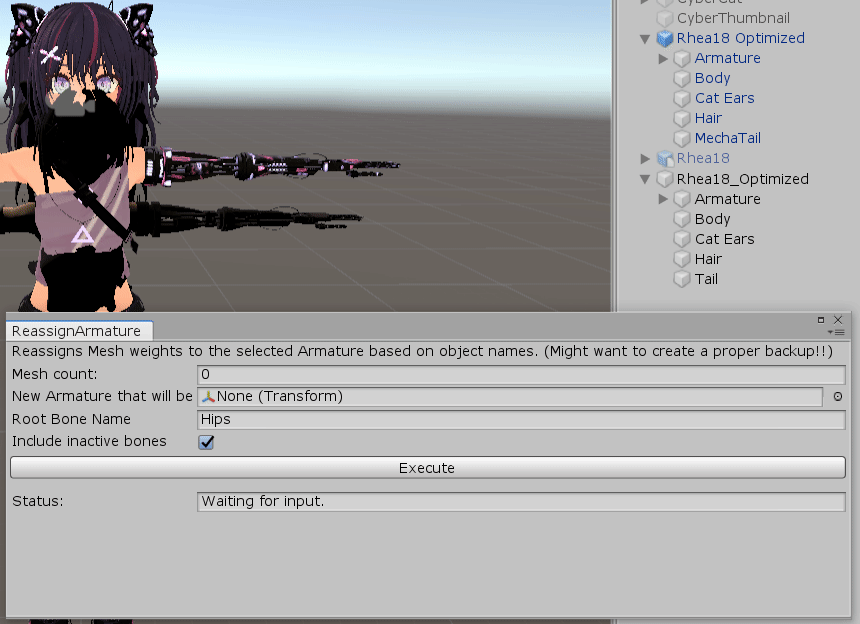 CyberCat
CyberThumbnail
Rhea18 Optimized
Armature
Body
Cat Ears
Hair
MechaTail
Rhea18
Rhea18_Optimized
Armature
Body
Cat Ears
Hair
Tail
ReassignArmature
Reassigns Mesh weights to the selected Armature based on object names. (Might want to create a proper backup!!)
Mesh count: 0
New Armature that will be None (Transform)
Root Bone Name Hips
Include inactive bones
Execute
Status: Waiting for input.